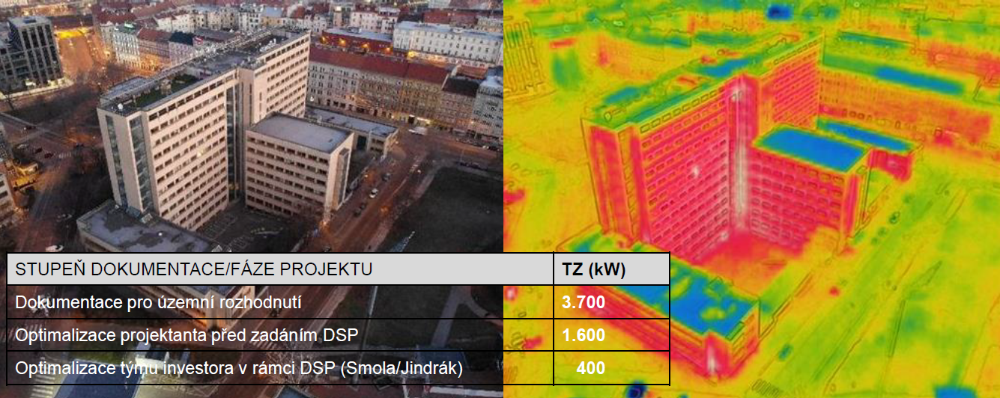 STUPEŇ DOKUMENTACE/FÁZE PROJEKTU TZ (kW)
Dokumentace pro územní rozhodnutí 3.700
Optimalizace projektanta před zadáním DSP 1.600
Optimalizace týmu investora v rámci DSP (Smola/Jindrák) 400